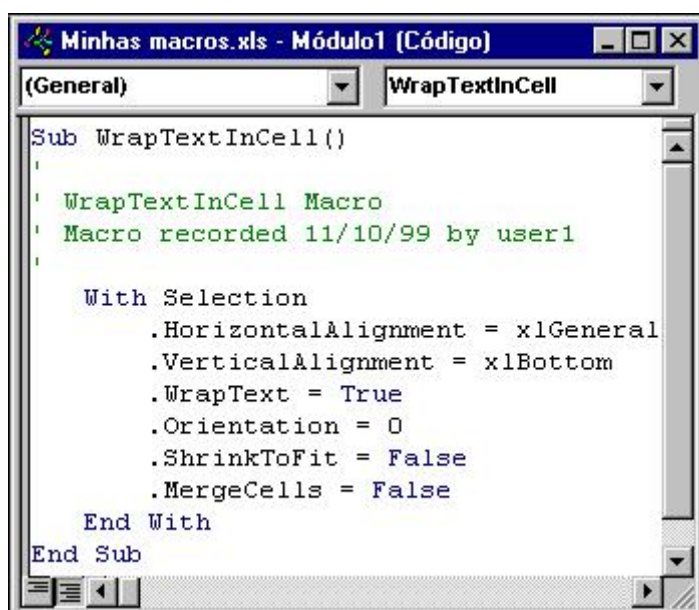 Minhas macros.xls - Módulo1 (Código)
(General) WrapTextInCell
Sub WrapTextInCell()
'
' WrapTextInCell Macro
' Macro recorded 11/10/99 by user1
'
With Selection
.HorizontalAlignment = xlGeneral
.VerticalAlignment = xlBottom
.WrapText = True
.Orientation = 0
.ShrinkToFit = False
.MergeCells = False
End With
End Sub